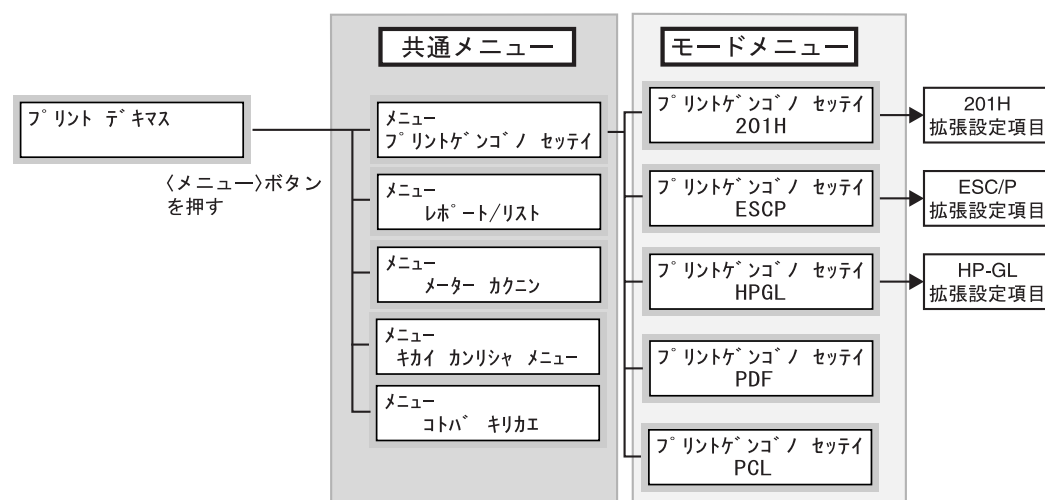 共通メニュー
モードメニュー
プリント デキマス
〈メニュー〉ボタン
を押す
メニュー
プリントゲンゴノ セッテイ
メニュー
レポート/リスト
メニュー
メーター カクニン
メニュー
キカイ カンリシャ メニュー
メニュー
コトバ キリカエ
プリントゲンゴノ セッテイ
201H
プリントゲンゴノ セッテイ
ESCP
プリントゲンゴノ セッテイ
HPGL
プリントゲンゴノ セッテイ
PDF
プリントゲンゴノ セッテイ
PCL
201H
拡張設定項目
ESC/P
拡張設定項目
HP-GL
拡張設定項目